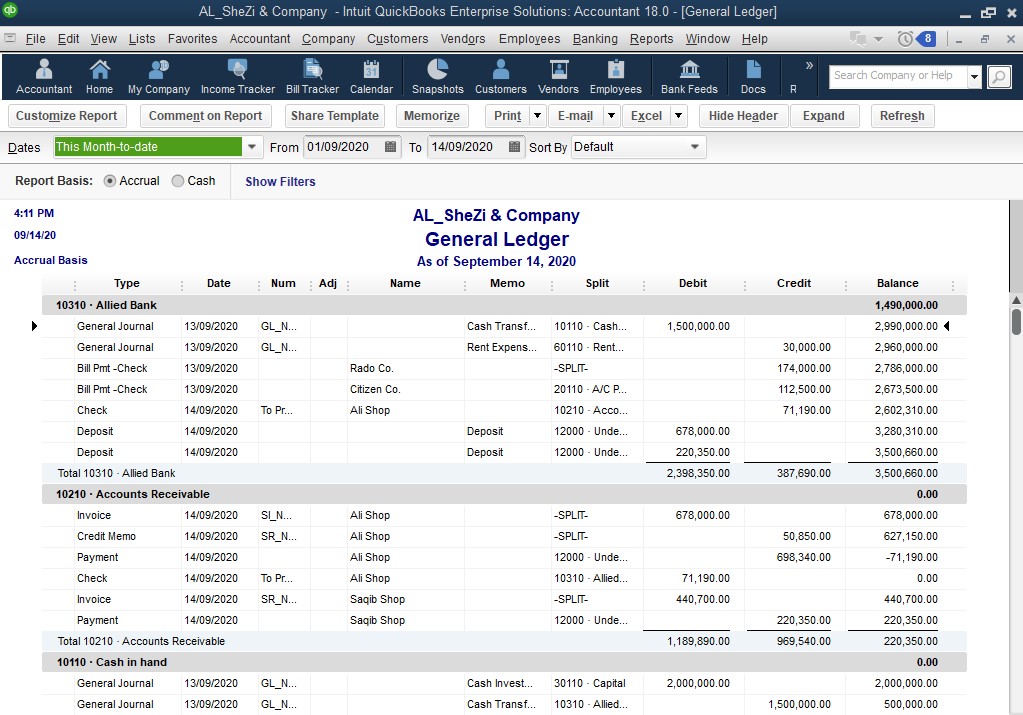 qb AL_SheZi & Company - Intuit QuickBooks Enterprise Solutions: Accountant 18.0 - [General Ledger]
File Edit View Lists Favorites Accountant Company Customers Vendors Employees Banking Reports Window Help 8
31
Accountant Home My Company Income Tracker Bill Tracker Calendar Snapshots Customers Vendors Employees Bank Feeds Docs R » Search Company or Help
Customize Report Comment on Report Share Template Memorize Print E-mail Excel Hide Header Expand Refresh
Dates This Month-to-date From 01/09/2020 To 14/09/2020 Sort By Default
Report Basis: Accrual Cash Show Filters
4:11 PM AL_SheZi & Company
09/14/20 General Ledger
Accrual Basis As of September 14, 2020
Type Date Num Adj Name Memo Split Debit Credit Balance
10310 · Allied Bank 1,490,000.00
General Journal 13/09/2020 GL_N... Cash Transf... 10110 · Cash... 1,500,000.00 2,990,000.00
General Journal 13/09/2020 GL_N... Rent Expens... 60110 · Rent... 30,000.00 2,960,000.00
Bill Pmt -Check 13/09/2020 Rado Co. -SPLIT- 174,000.00 2,786,000.00
Bill Pmt -Check 13/09/2020 Citizen Co. 20110 · A/C P... 112,500.00 2,673,500.00
Check 14/09/2020 To Pr... Ali Shop 10210 · Acco... 71,190.00 2,602,310.00
Deposit 14/09/2020 Deposit 12000 · Unde... 678,000.00 3,280,310.00
Deposit 14/09/2020 Deposit 12000 · Unde... 220,350.00 3,500,660.00
Total 10310 · Allied Bank 2,398,350.00 387,690.00 3,500,660.00
10210 · Accounts Receivable 0.00
Invoice 14/09/2020 SI_N... Ali Shop -SPLIT- 678,000.00 678,000.00
Credit Memo 14/09/2020 SR_N... Ali Shop -SPLIT- 50,850.00 627,150.00
Payment 14/09/2020 Ali Shop 12000 · Unde... 698,340.00 -71,190.00
Check 14/09/2020 To Pr... Ali Shop 10310 · Allied... 71,190.00 0.00
Invoice 14/09/2020 SR_N... Saqib Shop -SPLIT- 440,700.00 440,700.00
Payment 14/09/2020 Saqib Shop 12000 · Unde... 220,350.00 220,350.00
Total 10210 · Accounts Receivable 1,189,890.00 969,540.00 220,350.00
10110 · Cash in hand 0.00
General Journal 13/09/2020 GL_N... Cash Invest... 30110 · Capital 2,000,000.00 2,000,000.00
General Journal 13/09/2020 GL_N... Cash Transf... 10310 · Allied... 1,500,000.00 500,000.00